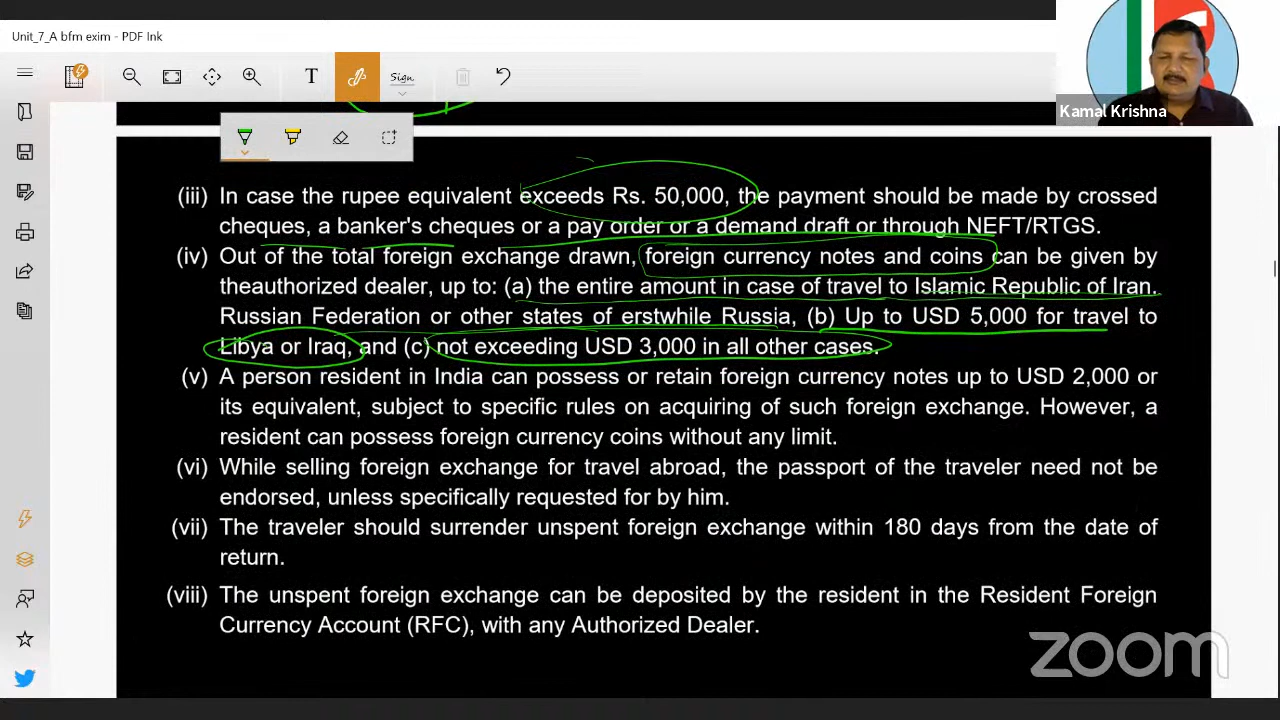 Unit_7_A bfm exim - PDF Ink
T
Sign
Kamal Krishna
(iii) In case the rupee equivalent exceeds Rs. 50,000, the payment should be made by crossed
cheques, a banker's cheques or a pay order or a demand draft or through NEFT/RTGS.
(iv) Out of the total foreign exchange drawn, foreign currency notes and coins can be given by
theauthorized dealer, up to: (a) the entire amount in case of travel to Islamic Republic of Iran.
Russian Federation or other states of erstwhile Russia, (b) Up to USD 5,000 for travel to
Libya or Iraq, and (c) not exceeding USD 3,000 in all other cases.
(v) A person resident in India can possess or retain foreign currency notes up to USD 2,000 or
its equivalent, subject to specific rules on acquiring of such foreign exchange. However, a
resident can possess foreign currency coins without any limit.
(vi) While selling foreign exchange for travel abroad, the passport of the traveler need not be
endorsed, unless specifically requested for by him.
(vii) The traveler should surrender unspent foreign exchange within 180 days from the date of
return.
(viii) The unspent foreign exchange can be deposited by the resident in the Resident Foreign
Currency Account (RFC), with any Authorized Dealer.
zoom